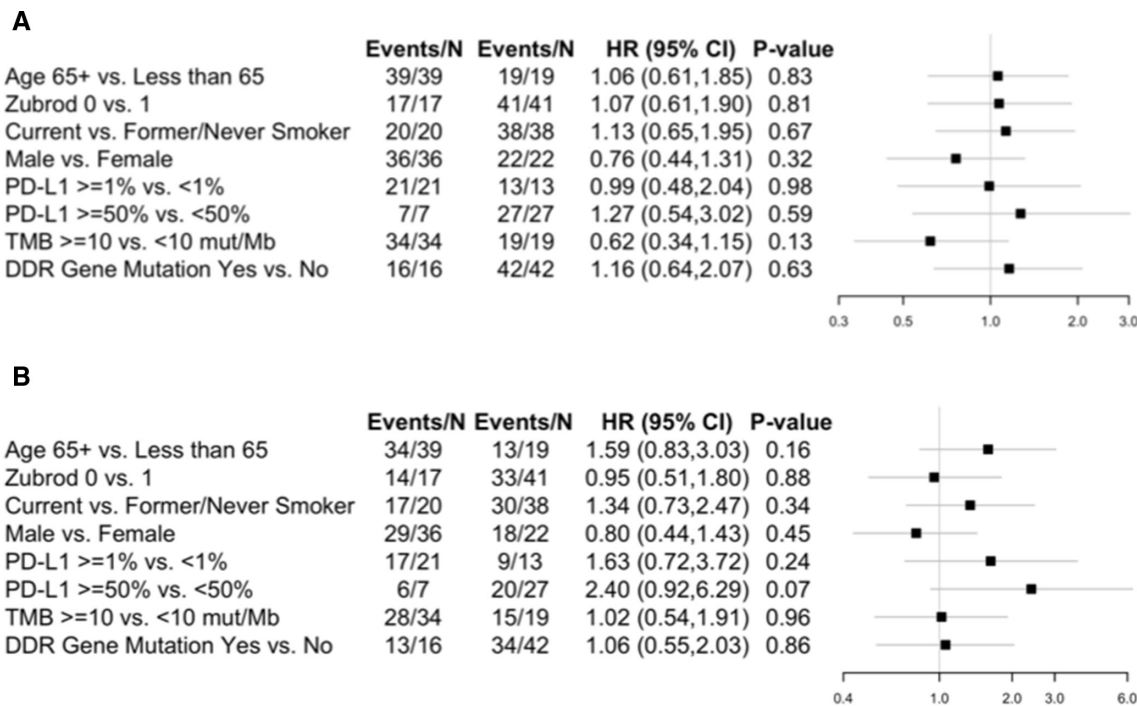 A
Events/N Events/N HR (95% CI) P-value
Age 65+ vs. Less than 65 39/39 19/19 1.06 (0.61,1.85) 0.83
Zubrod 0 vs. 1 17/17 41/41 1.07 (0.61,1.90) 0.81
Current vs. Former/Never Smoker 20/20 38/38 1.13 (0.65,1.95) 0.67
Male vs. Female 36/36 22/22 0.76 (0.44,1.31) 0.32
PD-L1 >=1% vs. <1% 21/21 13/13 0.99 (0.48,2.04) 0.98
PD-L1 >=50% vs. <50% 7/7 27/27 1.27 (0.54,3.02) 0.59
TMB >=10 vs. <10 mut/Mb 34/34 19/19 0.62 (0.34,1.15) 0.13
DDR Gene Mutation Yes vs. No 16/16 42/42 1.16 (0.64,2.07) 0.63
0.3 0.5 1.0 2.0 3.0
B
Events/N Events/N HR (95% CI) P-value
Age 65+ vs. Less than 65 34/39 13/19 1.59 (0.83,3.03) 0.16
Zubrod 0 vs. 1 14/17 33/41 0.95 (0.51,1.80) 0.88
Current vs. Former/Never Smoker 17/20 30/38 1.34 (0.73,2.47) 0.34
Male vs. Female 29/36 18/22 0.80 (0.44,1.43) 0.45
PD-L1 >=1% vs. <1% 17/21 9/13 1.63 (0.72,3.72) 0.24
PD-L1 >=50% vs. <50% 6/7 20/27 2.40 (0.92,6.29) 0.07
TMB >=10 vs. <10 mut/Mb 28/34 15/19 1.02 (0.54,1.91) 0.96
DDR Gene Mutation Yes vs. No 13/16 34/42 1.06 (0.55,2.03) 0.86
0.4 1.0 2.0 3.0 6.0